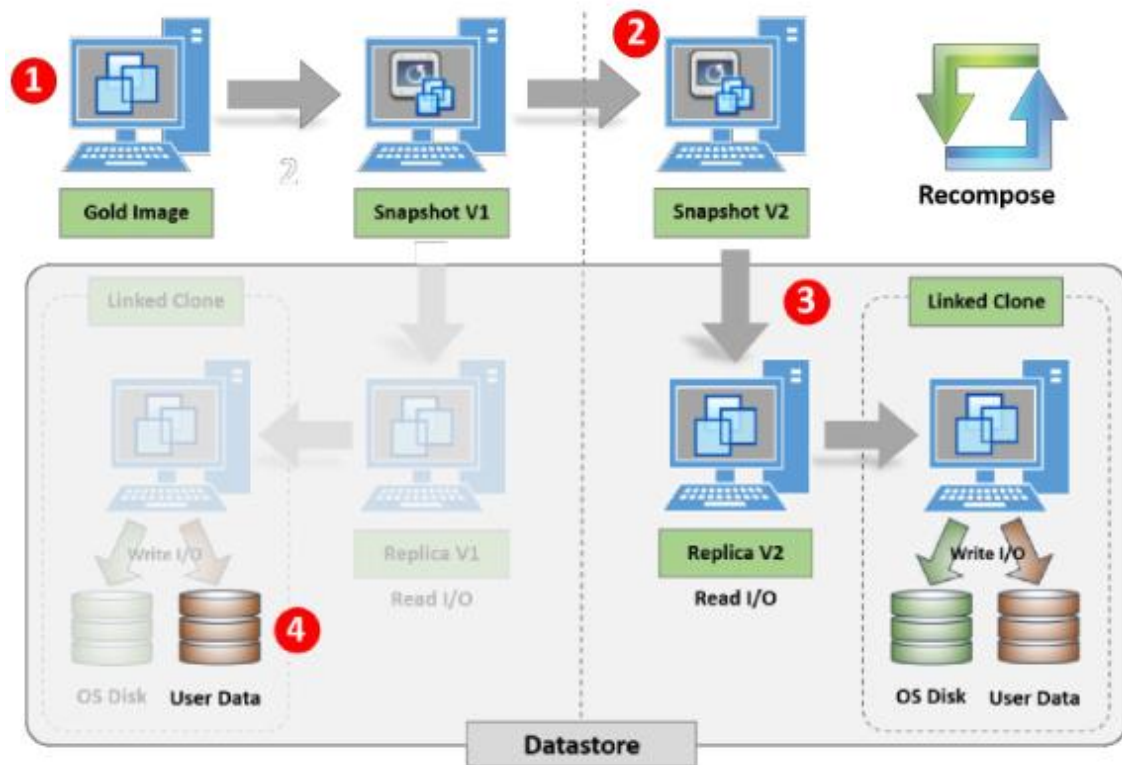 1
2
Gold Image
2
Snapshot V1
Snapshot V2
Recompose
3
Linked Clone
Linked Clone
Write I/O
Replica V1
Read I/O
Replica V2
Read I/O
Write I/O
4
OS Disk
User Data
OS Disk
User Data
Datastore